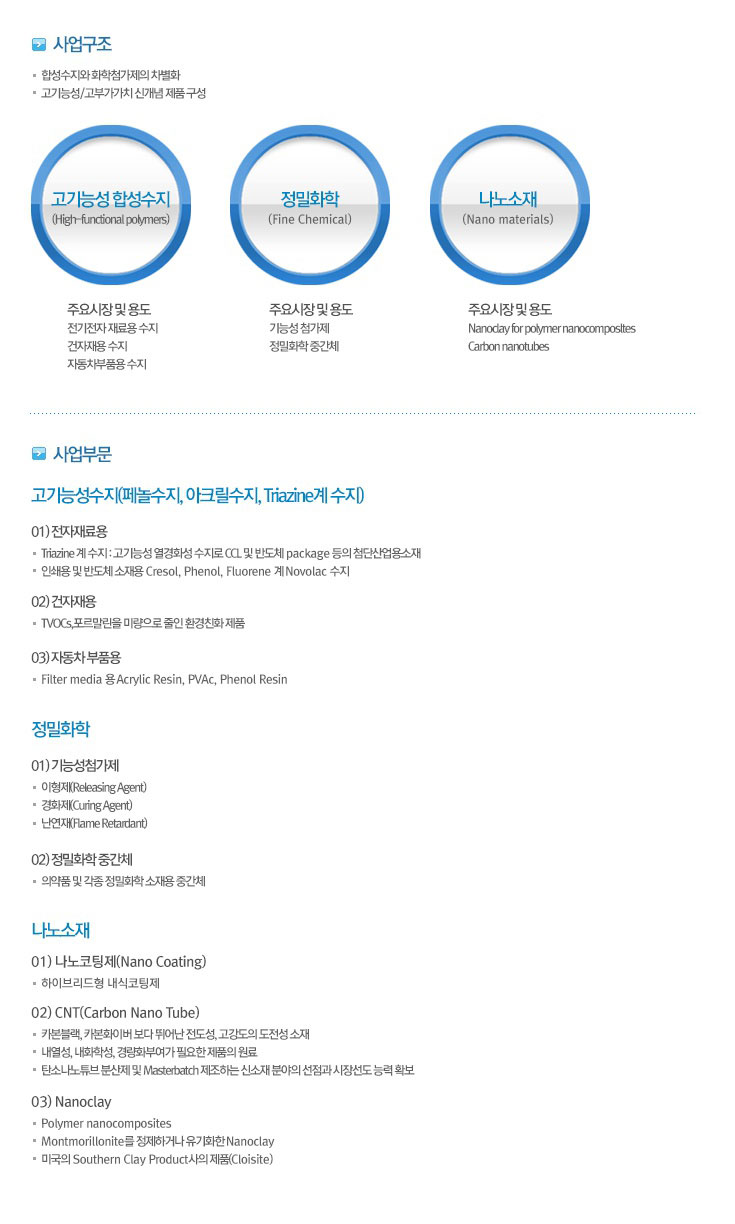 사업구조
합성수지와 화학첨가제의 차별화
고기능성/고부가가치 신개념 제품 구성
고기능성 합성수지
(High-functional polymers)
정밀화학
(Fine Chemical)
나노소재
(Nano materials)
주요시장 및 용도
전기전자 재료용 수지
건자재용 수지
자동차부품용 수지
주요시장 및 용도
기능성 첨가제
정밀화학 중간체
주요시장 및 용도
Nanoclay for polymer nanocomposites
Carbon nanotubes
사업부문
고기능성수지(페놀수지, 아크릴수지, Triazine계 수지)
01) 전자재료용
Triazine 계 수지 : 고기능성 열경화성 수지로 CCL 및 반도체 package 등의 첨단산업용소재
인쇄용 및 반도체 소재용 Cresol, Phenol, Fluorene 계 Novolac 수지
02) 건자재용
TVOCs,포르말린을 미량으로 줄인 환경친화 제품
03) 자동차 부품용
Filter media 용 Acrylic Resin, PVAc, Phenol Resin
정밀화학
01) 기능성첨가제
이형제(Releasing Agent)
경화제(Curing Agent)
난연재(Flame Retardant)
02) 정밀화학 중간체
의약품 및 각종 정밀화학 소재용 중간체
나노소재
01) 나노코팅제(Nano Coating)
하이브리드형 내식코팅제
02) CNT(Carbon Nano Tube)
카본블랙, 카본화이버 보다 뛰어난 전도성, 고강도의 도전성 소재
내열성, 내화학성, 경량화부여가 필요한 제품의 원료
탄소나노튜브 분산제 및 Masterbatch 제조하는 신소재 분야의 선점과 시장선도 능력 확보
03) Nanoclay
Polymer nanocomposites
Montmorillonite를 정제하거나 유기화한 Nanoclay
미국의 Southern Clay Product사의 제품(Cloisite)